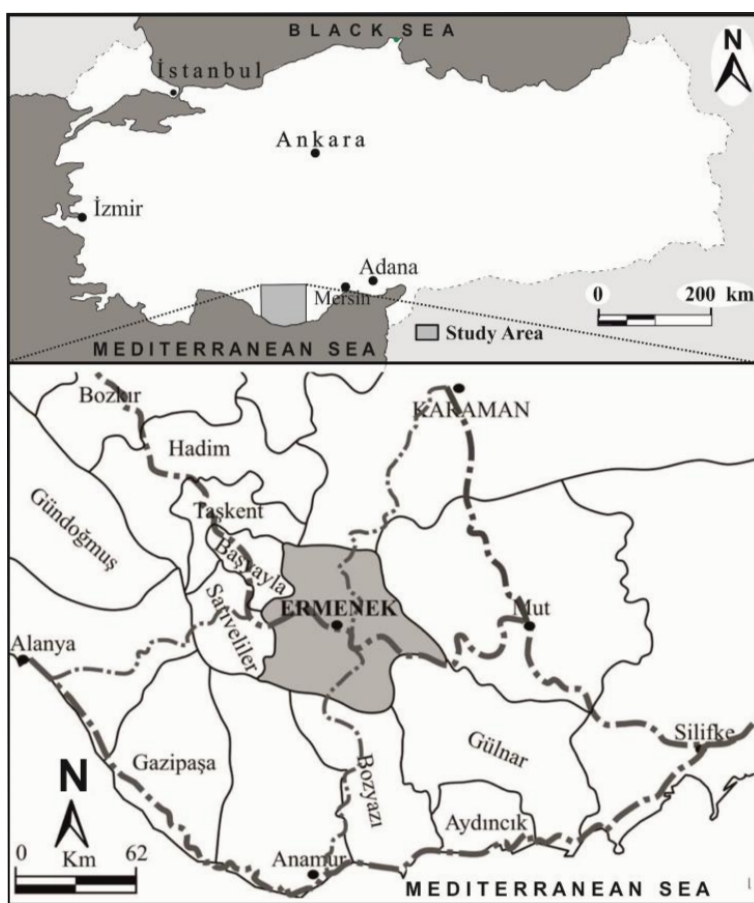 BLACK SEA
N
İstanbul
Ankara
İzmir
Adana
Mersin
0 200 km
Study Area
MEDITERRANEAN SEA
Bozkır
KARAMAN
Hadim
Taşkent
Gündoğmuş
Başyayla
ERMENEK
Mut
Sarıveliler
Alanya
Silifke
Gazipaşa
Gülnar
Bozyazı
N
Aydıncık
0 Km 62
Anamur
MEDITERRANEAN SEA